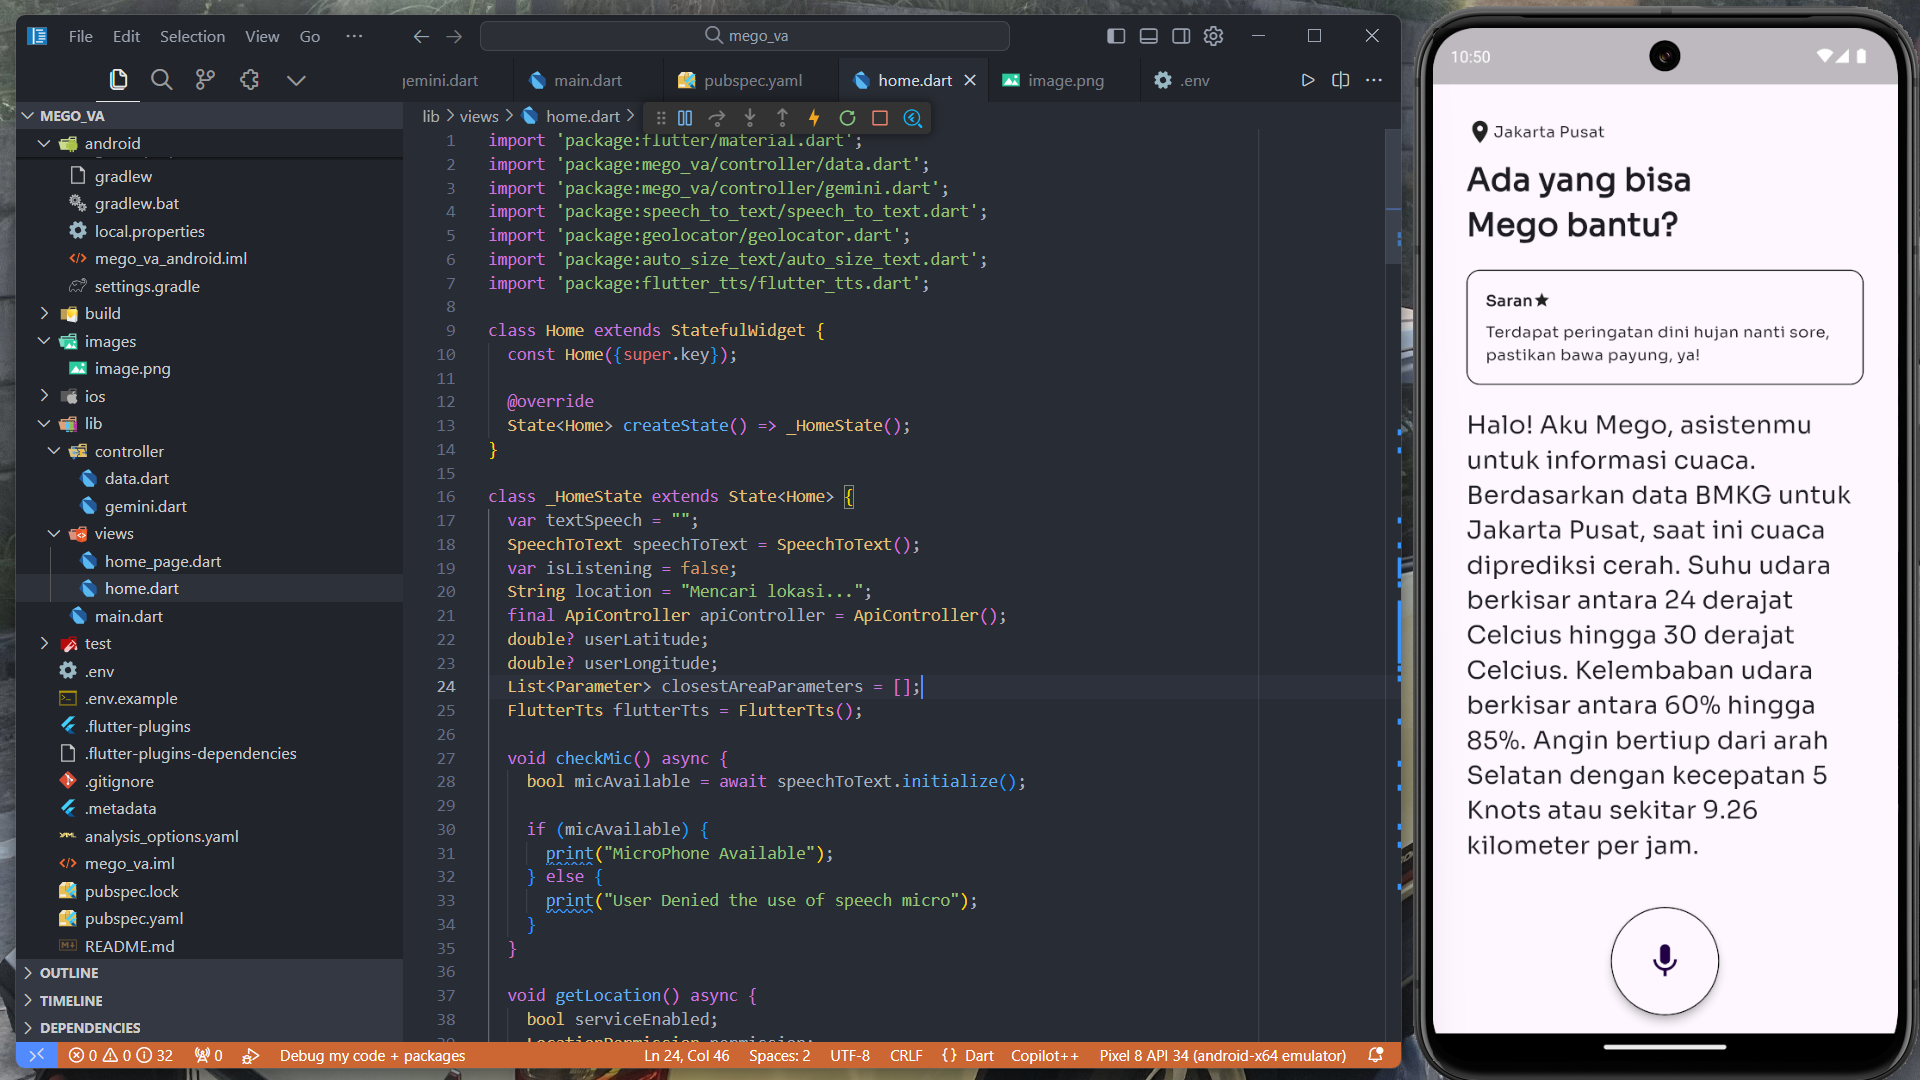 File Edit Selection View Go ···
mego_va
gemini.dart
main.dart
pubspec.yaml
home.dart
image.png
.env
MEGO_VA
android
gradlew
gradlew.bat
local.properties
mego_va_android.iml
settings.gradle
build
images
image.png
ios
lib
controller
data.dart
gemini.dart
views
home_page.dart
home.dart
main.dart
test
.env
.env.example
.flutter-plugins
.flutter-plugins-dependencies
.gitignore
.metadata
analysis_options.yaml
mego_va.iml
pubspec.lock
pubspec.yaml
README.md
OUTLINE
TIMELINE
DEPENDENCIES
lib > views > home.dart >
1 import 'package:flutter/material.dart';
2 import 'package:mego_va/controller/data.dart';
3 import 'package:mego_va/controller/gemini.dart';
4 import 'package:speech_to_text/speech_to_text.dart';
5 import 'package:geolocator/geolocator.dart';
6 import 'package:auto_size_text/auto_size_text.dart';
7 import 'package:flutter_tts/flutter_tts.dart';
8
9 class Home extends StatefulWidget {
10 const Home({super.key});
11
12 @override
13 State<Home> createState() => _HomeState();
14 }
15
16 class _HomeState extends State<Home> {
17 var textSpeech = "";
18 SpeechToText speechToText = SpeechToText();
19 var isListening = false;
20 String location = "Mencari lokasi...";
21 final ApiController apiController = ApiController();
22 double? userLatitude;
23 double? userLongitude;
24 List<Parameter> closestAreaParameters = [];
25 FlutterTts flutterTts = FlutterTts();
26
27 void checkMic() async {
28 bool micAvailable = await speechToText.initialize();
29
30 if (micAvailable) {
31 print("MicroPhone Available");
32 } else {
33 print("User Denied the use of speech micro");
34 }
35 }
36
37 void getLocation() async {
38 bool serviceEnabled;
39 LocationPermission permission;
0 0 32 0 Debug my code + packages Ln 24, Col 46 Spaces: 2 UTF-8 CRLF {} Dart Copilot++ Pixel 8 API 34 (android-x64 emulator)
10:50
Jakarta Pusat
Ada yang bisa
Mego bantu?
Saran★
Terdapat peringatan dini hujan nanti sore,
pastikan bawa payung, ya!
Halo! Aku Mego, asistenmu
untuk informasi cuaca.
Berdasarkan data BMKG untuk
Jakarta Pusat, saat ini cuaca
diprediksi cerah. Suhu udara
berkisar antara 24 derajat
Celcius hingga 30 derajat
Celcius. Kelembaban udara
berkisar antara 60% hingga
85%. Angin bertiup dari arah
Selatan dengan kecepatan 5
Knots atau sekitar 9.26
kilometer per jam.